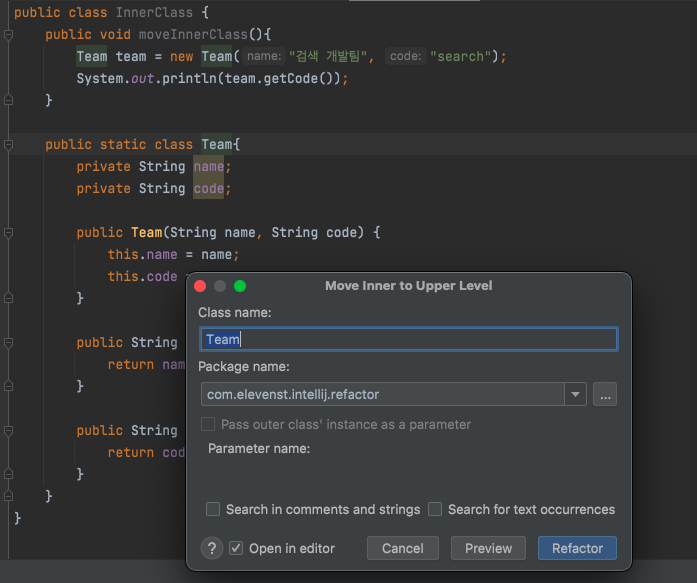 public class InnerClass {
public void moveInnerClass(){
Team team = new Team( name: "검색 개발팀", code: "search");
System.out.println(team.getCode());
}
public static class Team{
private String name;
private String code;
public Team(String name, String code) {
this.name = name;
this.code
}
public String
return nam
}
public String
return cod
}
}
}
Move Inner to Upper Level
Class name:
Team
Package name:
com.elevenst.intellij.refactor
...
Pass outer class' instance as a parameter
Parameter name:
Search in comments and strings Search for text occurrences
? Open in editor Cancel Preview Refactor